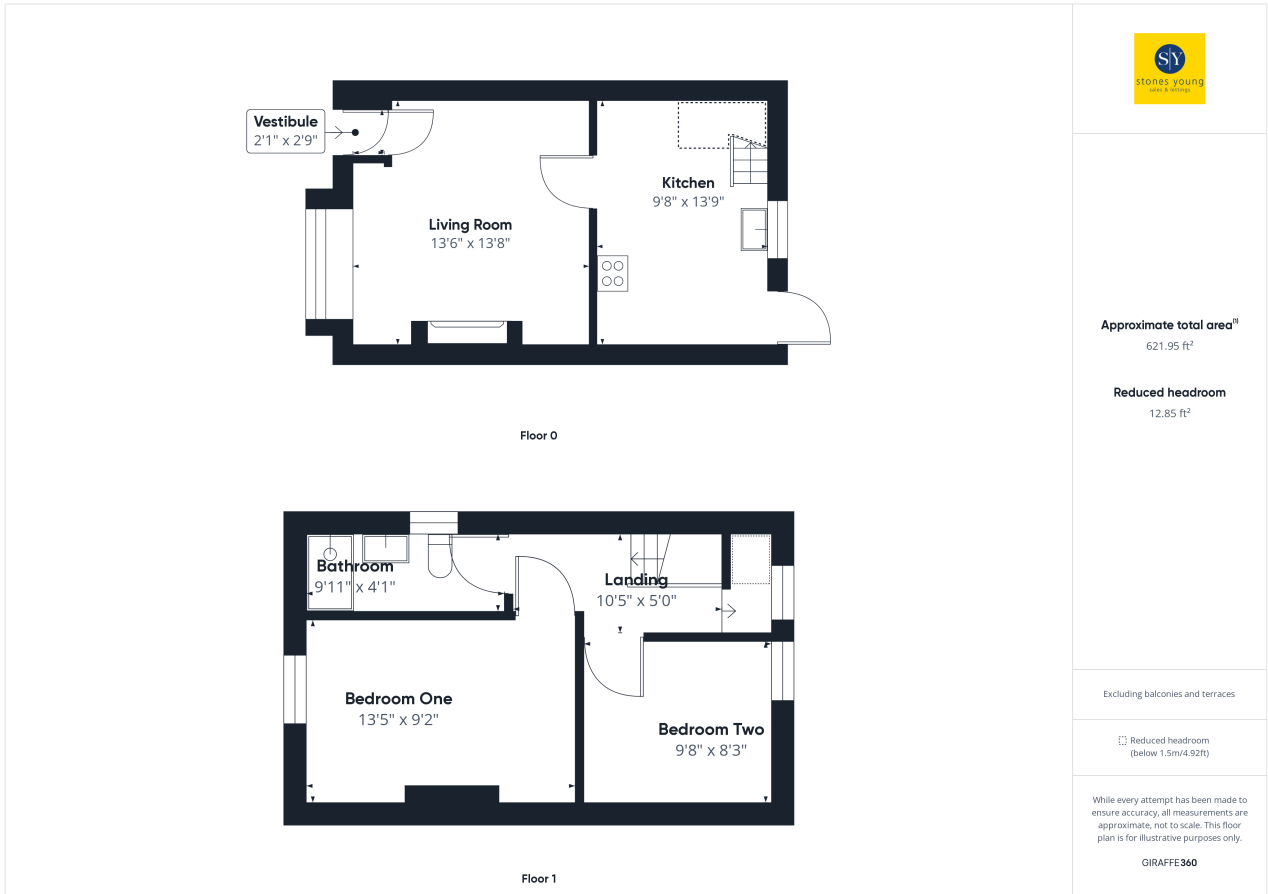 Vestibule
2'1" x 2'9"
Living Room
13'6" x 13'8"
Kitchen
9'8" x 13'9"
Floor 0
Bathroom
9'11" x 4'1"
Landing
10'5" x 5'0"
Bedroom One
13'5" x 9'2"
Bedroom Two
9'8" x 8'3"
Floor 1
S|Y
stones young
sales & lettings
Approximate total area(1)
621.95 ft²
Reduced headroom
12.85 ft²
Excluding balconies and terraces
Reduced headroom
(below 1.5m/4.92ft)
While every attempt has been made to
ensure accuracy, all measurements are
approximate, not to scale. This floor
plan is for illustrative purposes only.
GIRAFFE360